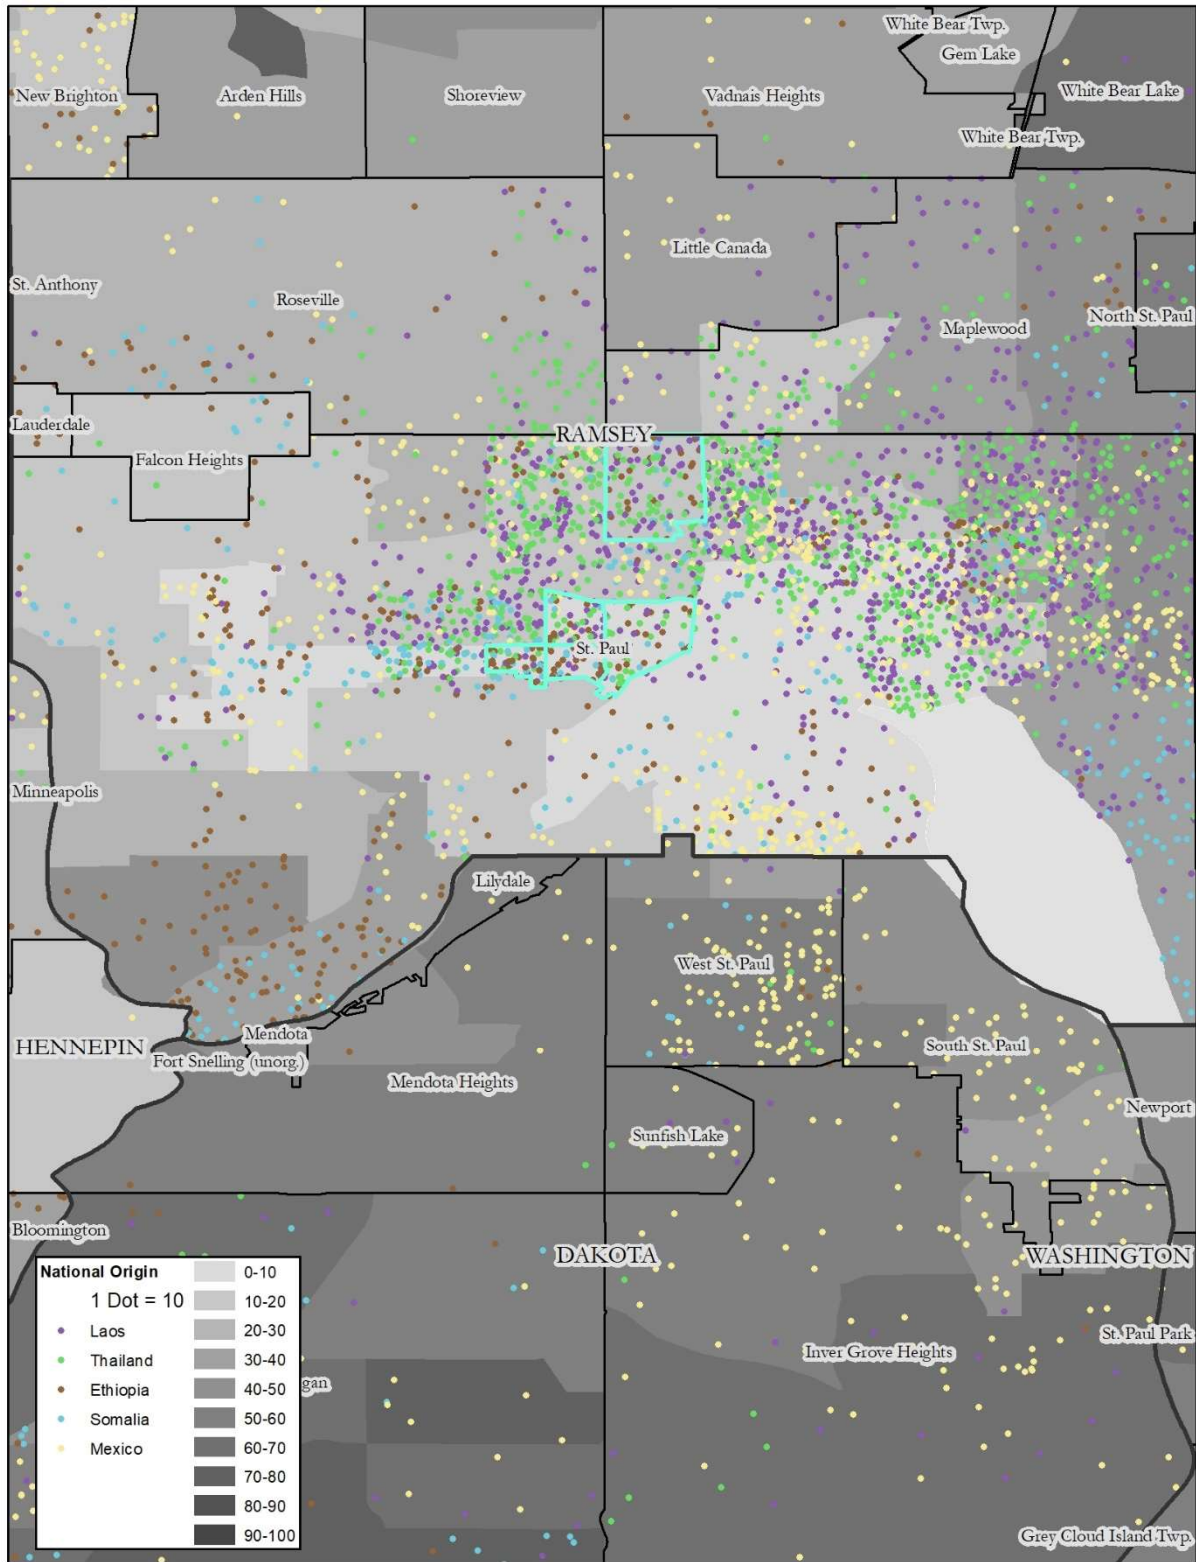 White Bear Twp.
Gem Lake
New Brighton
Arden Hills
Shoreview
Vadnais Heights
White Bear Lake
White Bear Twp.
Little Canada
St. Anthony
Roseville
North St. Paul
Maplewood
Lauderdale
RAMSEY
Falcon Heights
St. Paul
Minneapolis
Lilydale
West St. Paul
Mendota
HENNEPIN
South St. Paul
Fort Snelling (unorg.)
Mendota Heights
Newport
Sunfish Lake
Bloomington
DAKOTA
WASHINGTON
National Origin
1 Dot = 10
Laos
Thailand
Ethiopia
Somalia
Mexico
0-10
10-20
20-30
30-40
40-50
50-60
60-70
70-80
80-90
90-100
St. Paul Park
Inver Grove Heights
gan
Grey Cloud Island Twp.